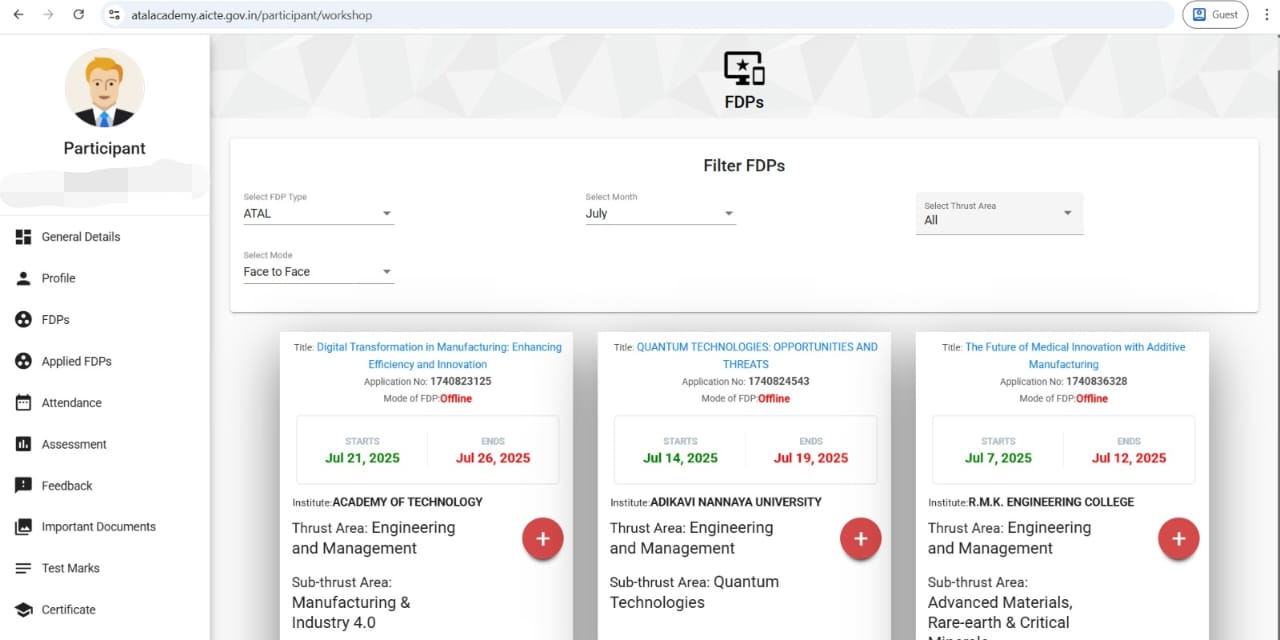 atalacademy.aicte.gov.in/participant/workshop
Guest
Participant
General Details
Profile
FDPs
Applied FDPs
Attendance
Assessment
Feedback
Important Documents
Test Marks
Certificate
FDPs
Filter FDPs
Select FDP Type
ATAL
Select Month
July
Select Thrust Area
All
Select Mode
Face to Face
Title: Digital Transformation in Manufacturing: Enhancing
Efficiency and Innovation
Application No: 1740823125
Mode of FDP:Offline
STARTS
Jul 21, 2025
ENDS
Jul 26, 2025
Institute:ACADEMY OF TECHNOLOGY
Thrust Area: Engineering
and Management
+
Sub-thrust Area:
Manufacturing &
Industry 4.0
Title: QUANTUM TECHNOLOGIES: OPPORTUNITIES AND
THREATS
Application No: 1740824543
Mode of FDP:Offline
STARTS
Jul 14, 2025
ENDS
Jul 19, 2025
Institute:ADIKAVI NANNAYA UNIVERSITY
Thrust Area: Engineering
and Management
+
Sub-thrust Area: Quantum
Technologies
Title: The Future of Medical Innovation with Additive
Manufacturing
Application No: 1740836328
Mode of FDP:Offline
STARTS
Jul 7, 2025
ENDS
Jul 12, 2025
Institute:R.M.K. ENGINEERING COLLEGE
Thrust Area: Engineering
and Management
+
Sub-thrust Area:
Advanced Materials,
Rare-earth & Critical